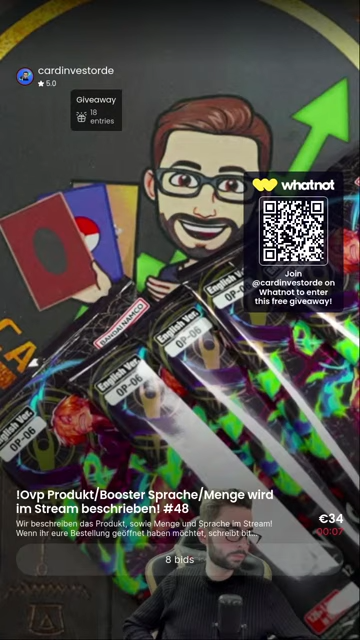 cardinvestorde
★ 5.0
Giveaway
18
entries
whatnot
Join
@cardinvestorde on
Whatnot to enter
this free giveaway!
CA
BANDAI NAMCO
English Ver.
OP-06
English Ver.
OP-06
English Ver.
OP-06
English Ver.
!Ovp Produkt/Booster Sprache/Menge wird
im Stream beschrieben! #48
Wir beschreiben das Produkt, sowie Menge und Sprache im Stream!
Wenn ihr eure Bestellung geöffnet haben möchtet, schreibt bit...
€34
00:07
8 bids